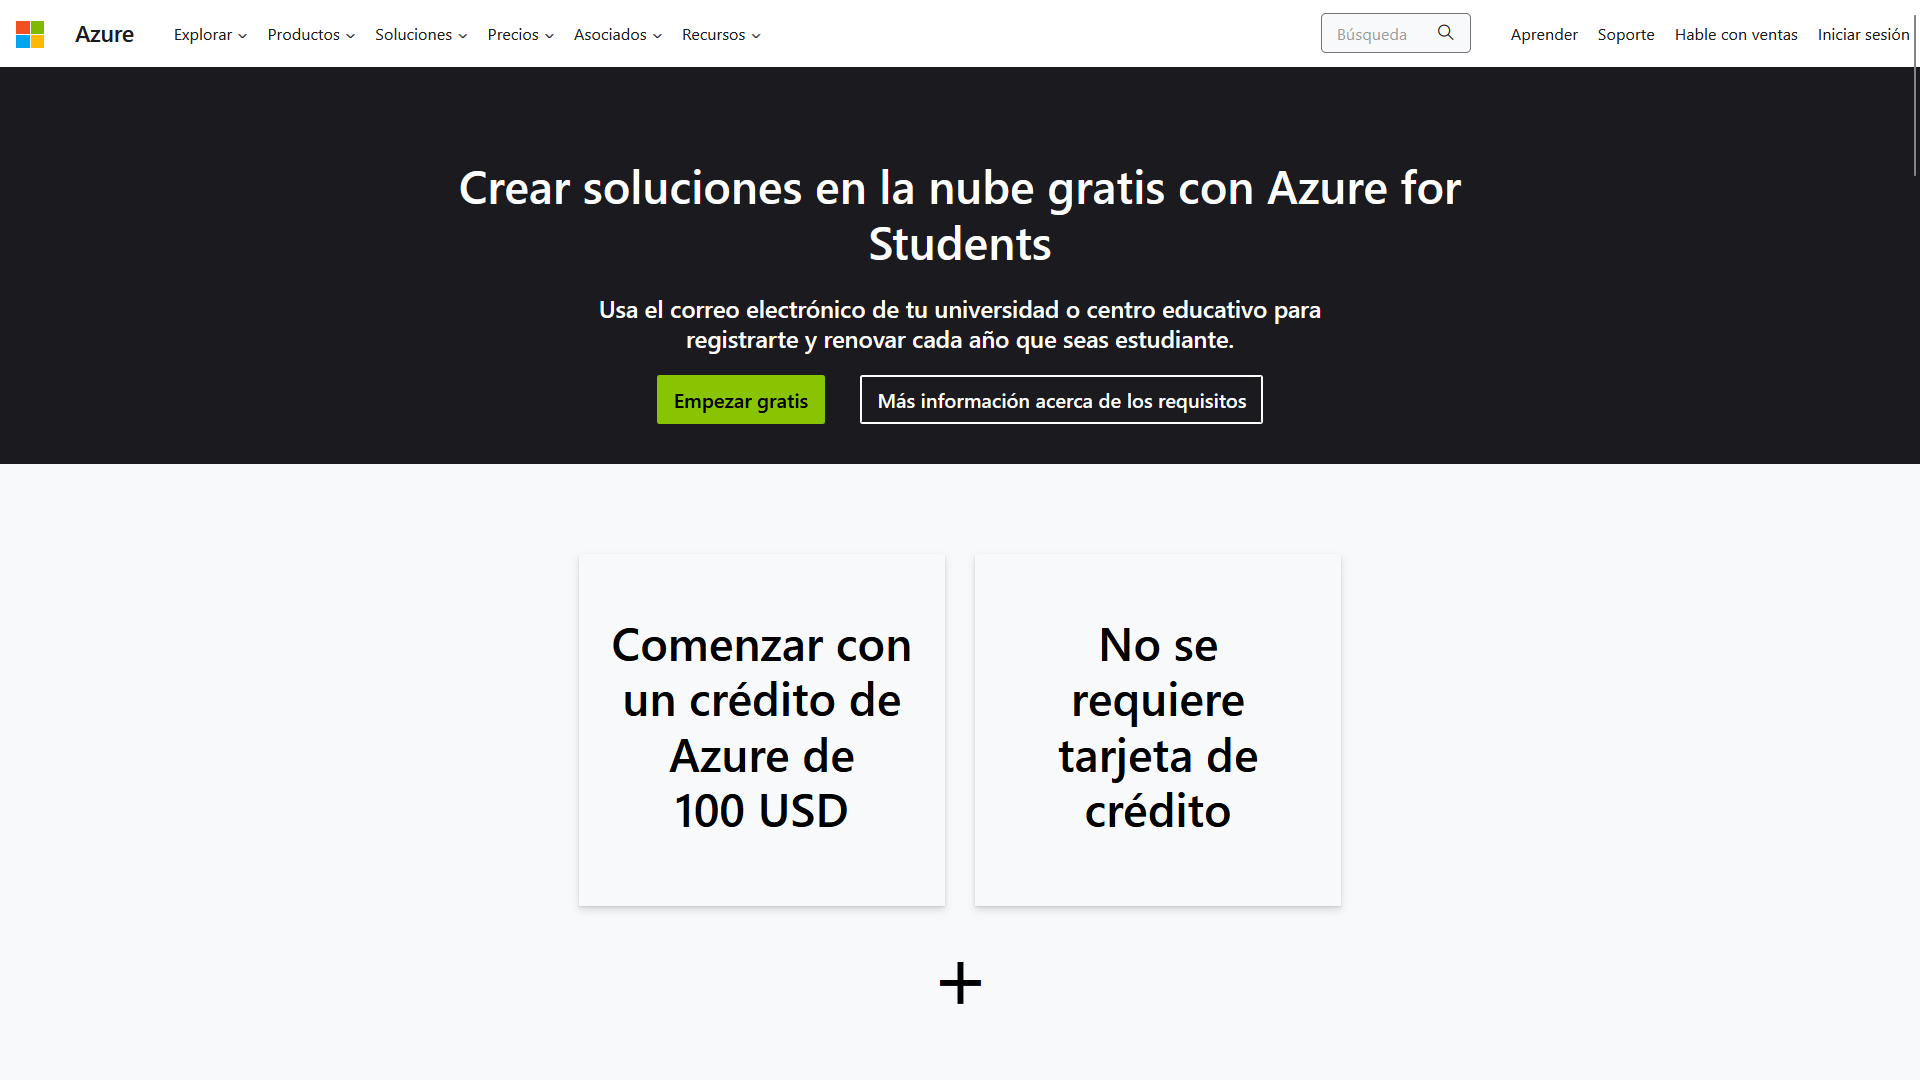 Azure
Explorar
Productos
Soluciones
Precios
Asociados
Recursos
Búsqueda
Aprender
Soporte
Hable con ventas
Iniciar sesión
Crear soluciones en la nube gratis con Azure for
Students
Usa el correo electrónico de tu universidad o centro educativo para
registrarte y renovar cada año que seas estudiante.
Empezar gratis
Más información acerca de los requisitos
Comenzar con
un crédito de
Azure de
100 USD
No se
requiere
tarjeta de
crédito
+